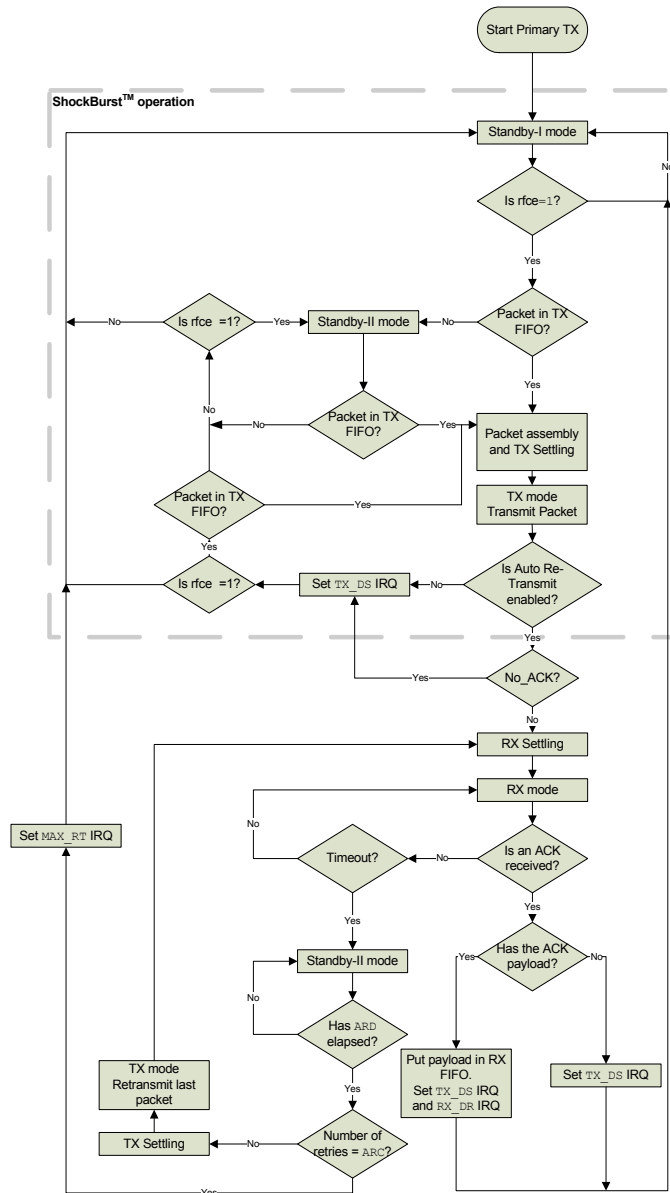 Start Primary TX
ShockBurst™ operation
Standby-I mode
No
Is rfce=1?
Yes
No
Is rfce =1?
Yes
Standby-II mode
No
Packet in TX
FIFO?
Yes
No
No
Packet in TX
FIFO?
Yes
Packet assembly
and TX Settling
Packet in TX
FIFO?
Yes
TX mode
Transmit Packet
Yes
Is rfce =1?
Set TX_DS IRQ
No
Is Auto Re-
Transmit
enabled?
Yes
Yes
No_ACK?
No
RX Settling
RX mode
No
Set MAX_RT IRQ
Timeout?
No
Is an ACK
received?
Yes
Yes
Standby-II mode
Yes
Has the ACK
payload?
No
No
Has ARD
elapsed?
TX mode
Retransmit last
packet
Put payload in RX
FIFO.
Set TX_DS IRQ
and RX_DR IRQ
Set TX_DS IRQ
Yes
TX Settling
No
Number of
retries = ARC?
Yes